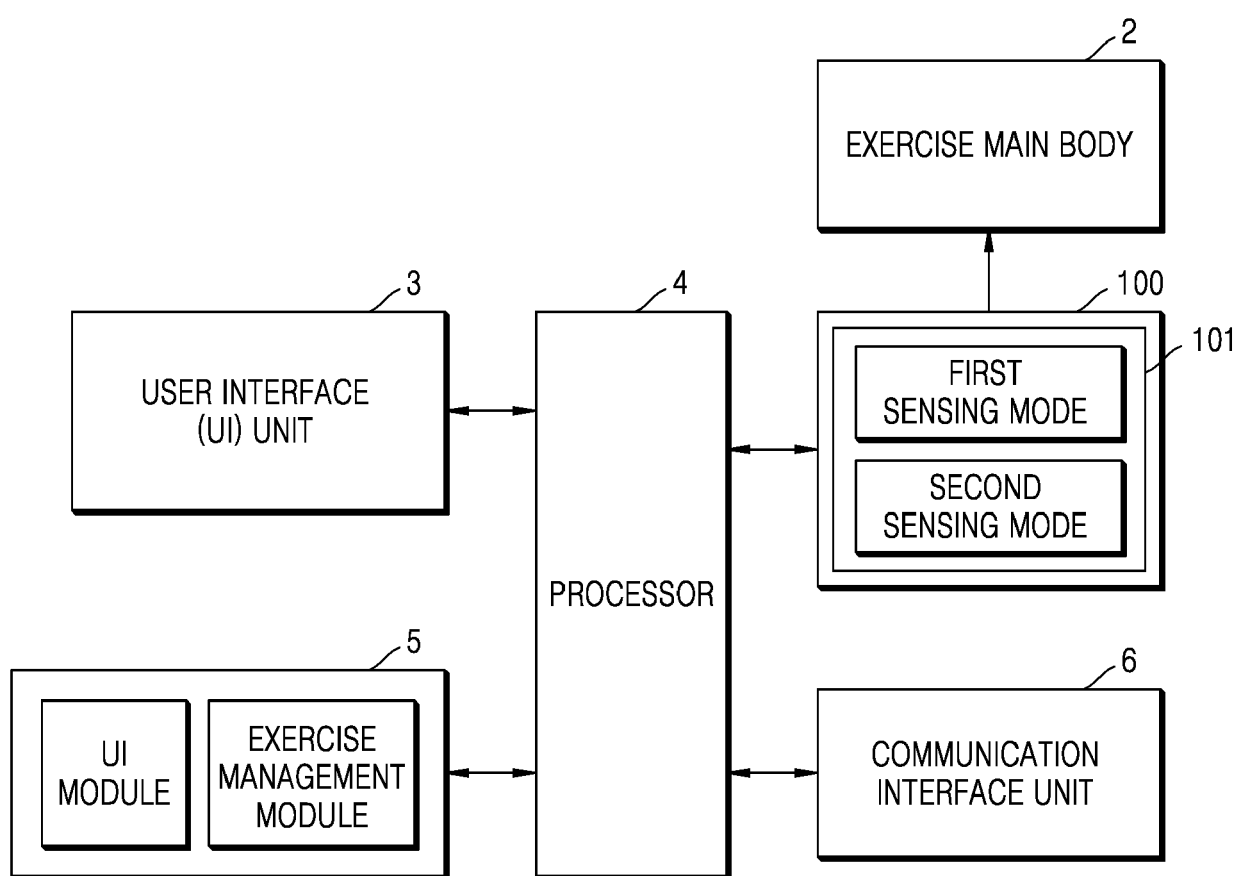 2
EXERCISE MAIN BODY
3
USER INTERFACE
(UI) UNIT
4
PROCESSOR
100
101
FIRST
SENSING MODE
SECOND
SENSING MODE
5
UI
MODULE
EXERCISE
MANAGEMENT
MODULE
6
COMMUNICATION
INTERFACE UNIT